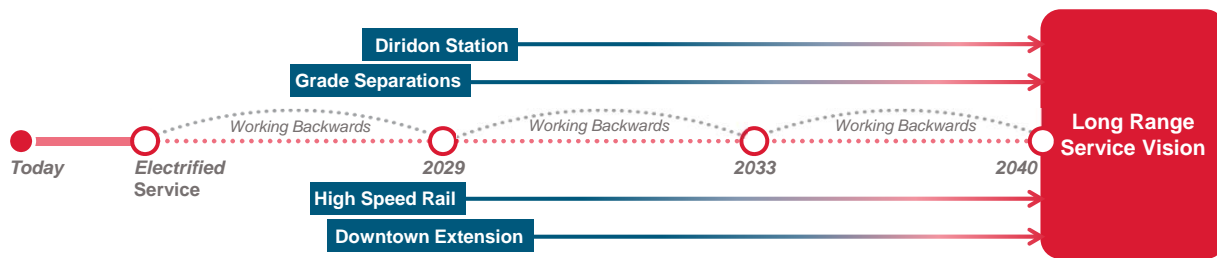 Diridon Station
Grade Separations
Working Backwards
Working Backwards
Working Backwards
Long Range
Service Vision
Today
Electrified
Service
2029
2033
2040
High Speed Rail
Downtown Extension